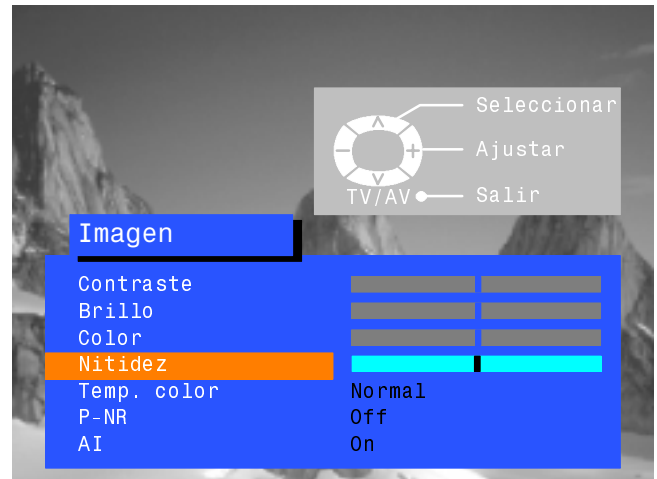 Seleccionar
Ajustar
TV/AV Salir
Imagen
Contraste
Brillo
Color
Nitidez
Temp. color Normal
P-NR Off
AI On